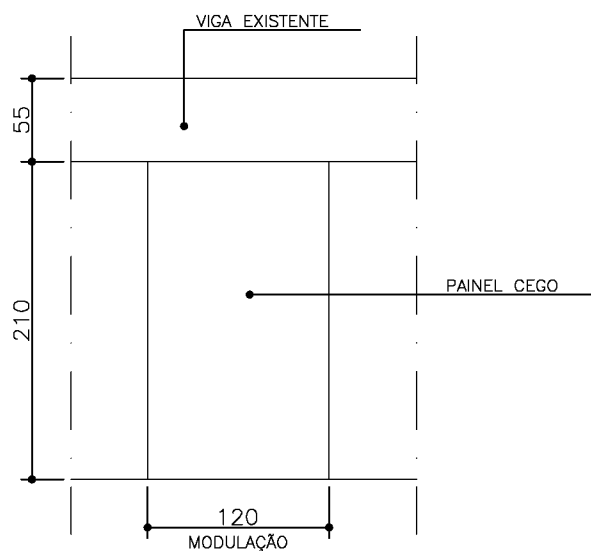 VIGA EXISTENTE
55
210
PAINEL CEGO
120
MODULAÇÃO